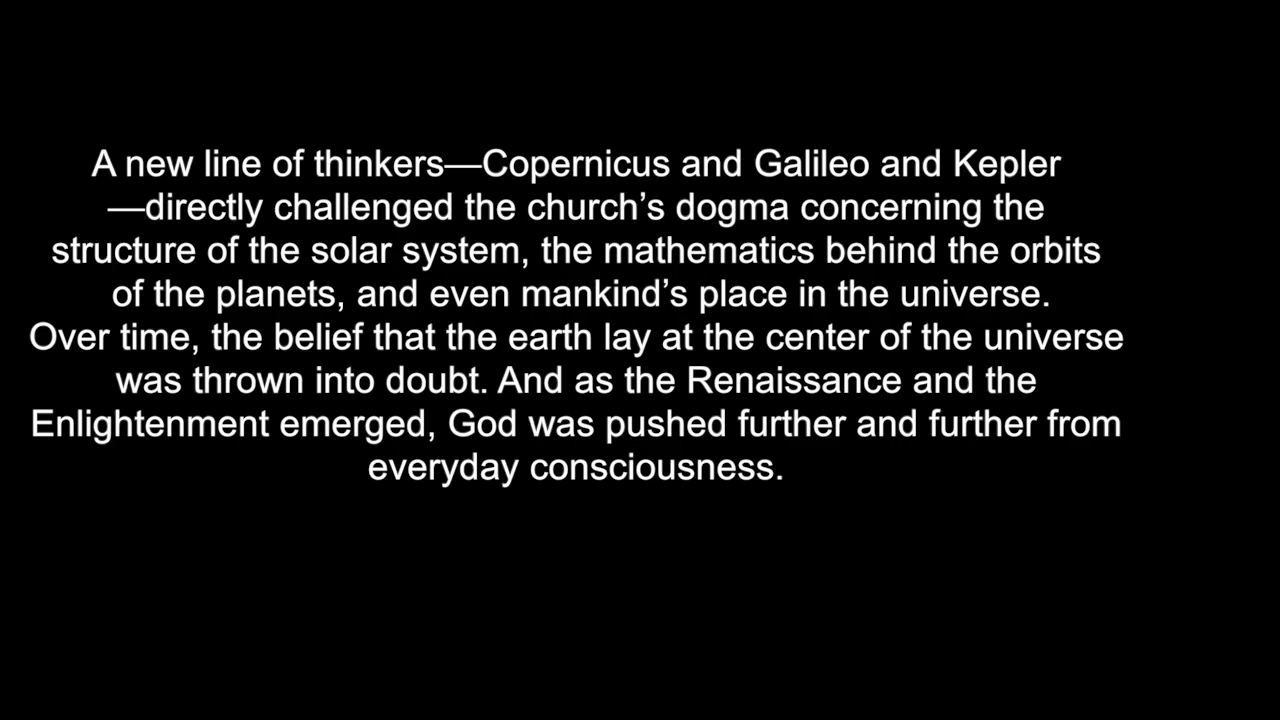 A new line of thinkers—Copernicus and Galileo and Kepler
—directly challenged the church’s dogma concerning the
structure of the solar system, the mathematics behind the orbits
of the planets, and even mankind’s place in the universe.
Over time, the belief that the earth lay at the center of the universe
was thrown into doubt. And as the Renaissance and the
Enlightenment emerged, God was pushed further and further from
everyday consciousness.